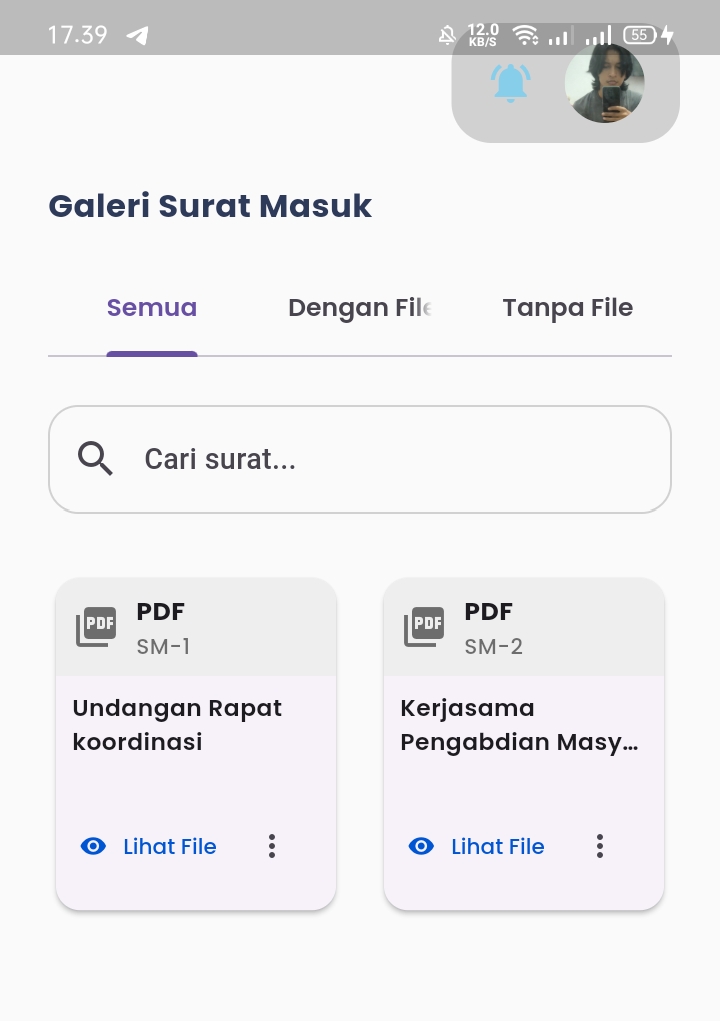 17.39
12.0
KB/S
55
Galeri Surat Masuk
Semua
Dengan File
Tanpa File
Cari surat...
PDF
PDF
SM-1
PDF
PDF
SM-2
Undangan Rapat
koordinasi
Kerjasama
Pengabdian Masy...
Lihat File
Lihat File